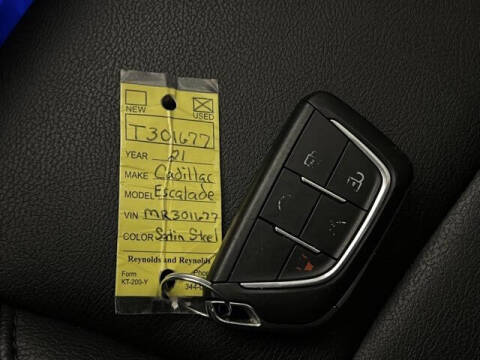 NEW USED
T301677
YEAR 21
MAKE Cadillac
MODEL Escalade
VIN MR301677
COLOR Satin Steel
Reynolds and Reynolds
Form
KT-200-Y
344-